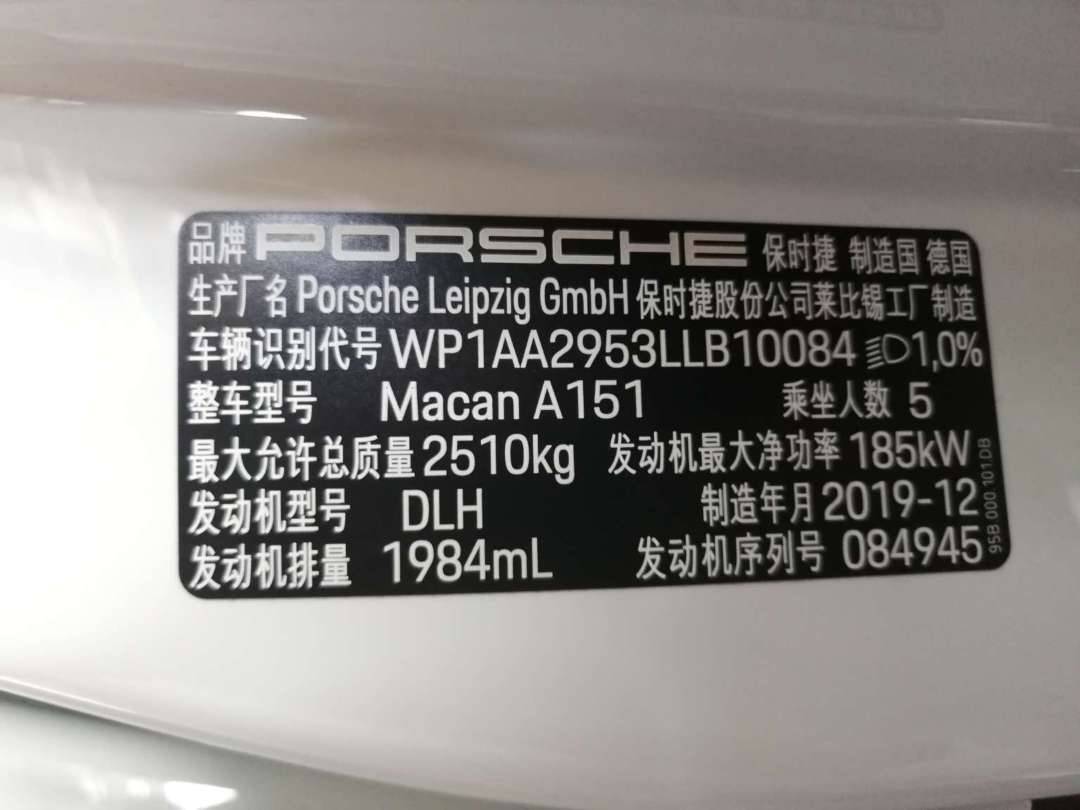 品牌 PORSCHE 保时捷 制造国 德国
生产厂名 Porsche Leipzig GmbH 保时捷股份公司莱比锡工厂制造
车辆识别代号 WP1AA2953LLB10084 1,0%
整车型号 Macan A151 乘坐人数 5
最大允许总质量 2510kg 发动机最大净功率 185kW
发动机型号 DLH 制造年月 2019-12
发动机排量 1984mL 发动机序列号 084945
95B 000 101.DB